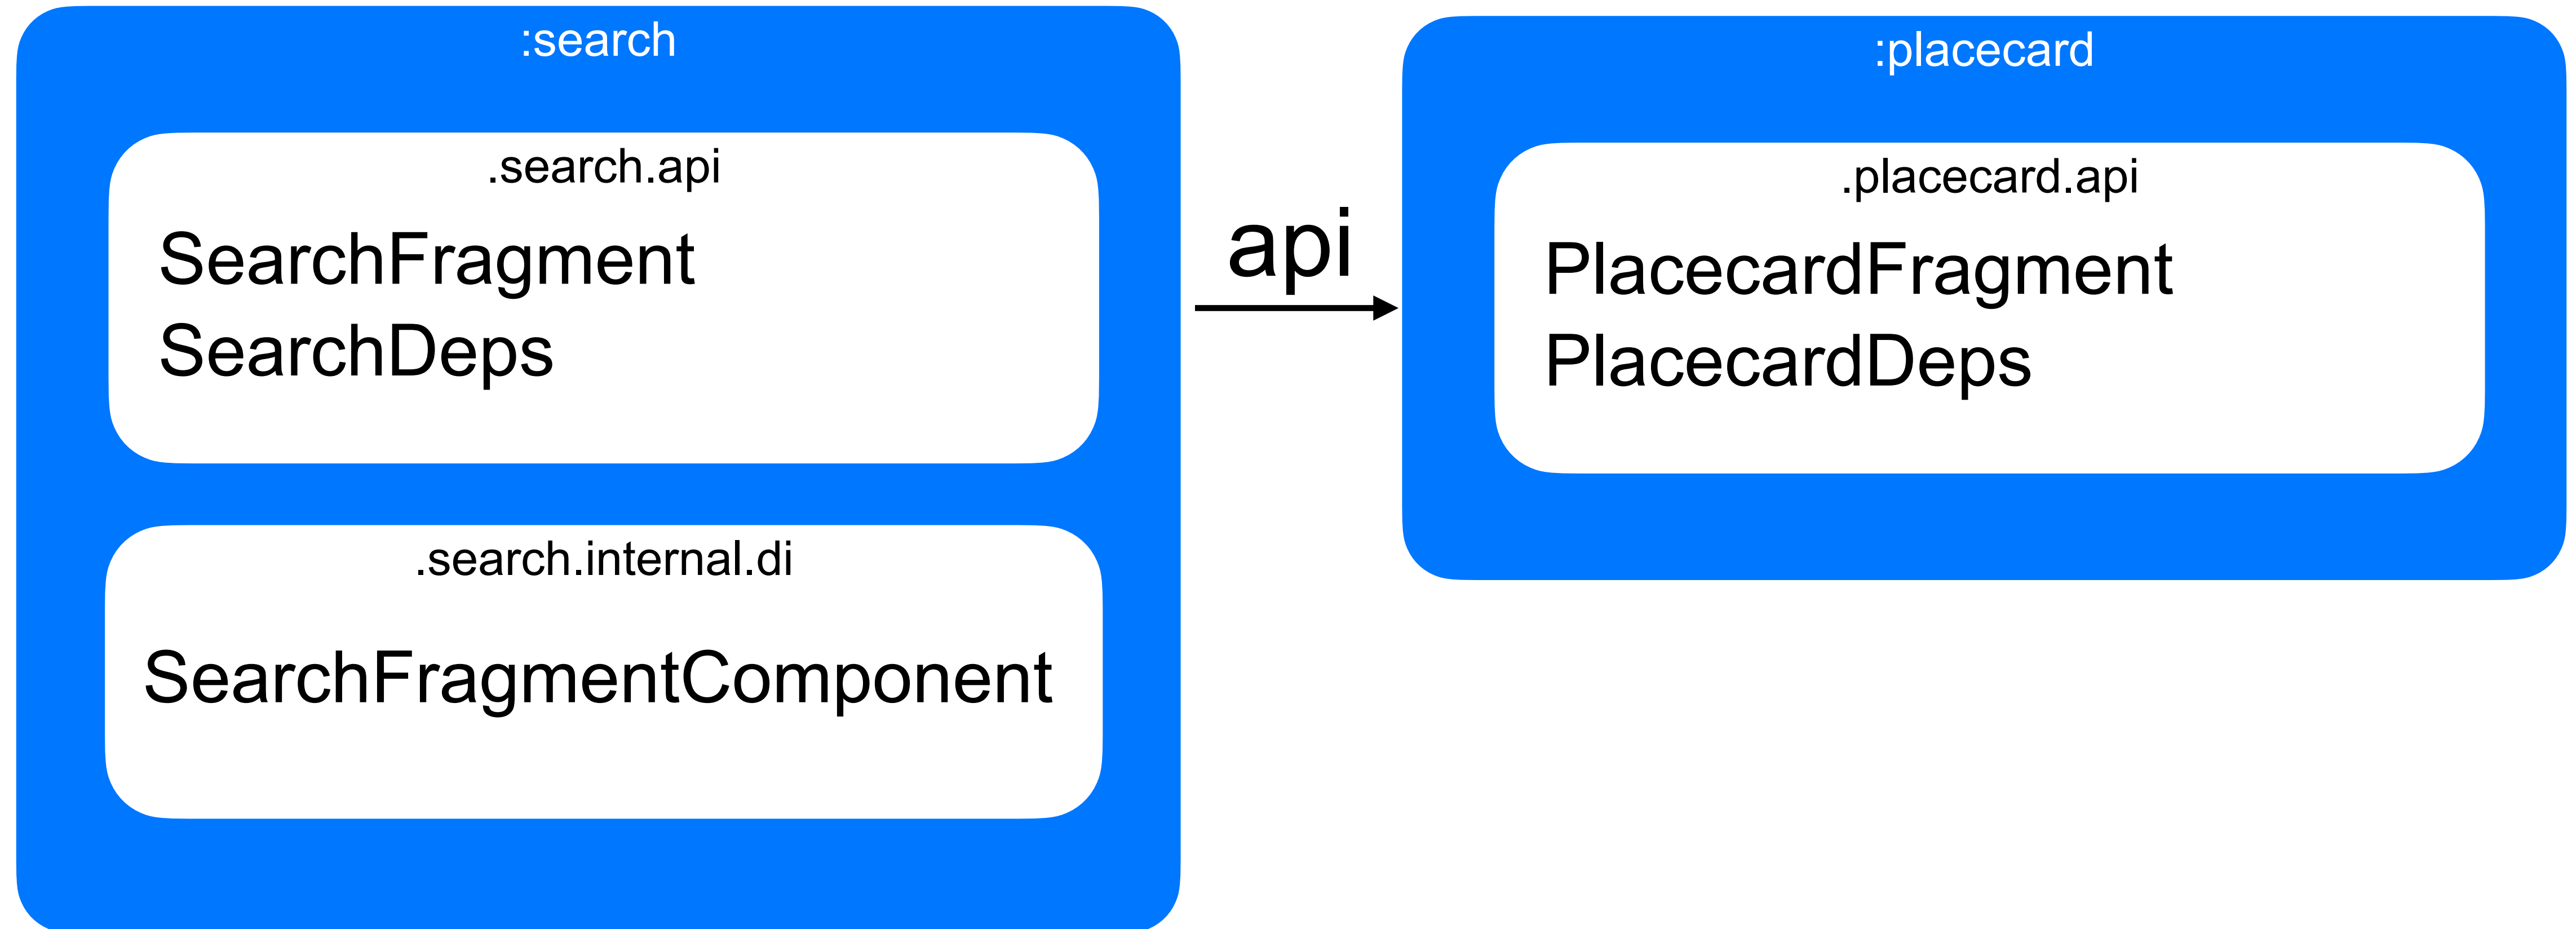 :search
.search.api
SearchFragment
SearchDeps
.search.internal.di
SearchFragmentComponent
api
:placecard
.placecard.api
PlacecardFragment
PlacecardDeps